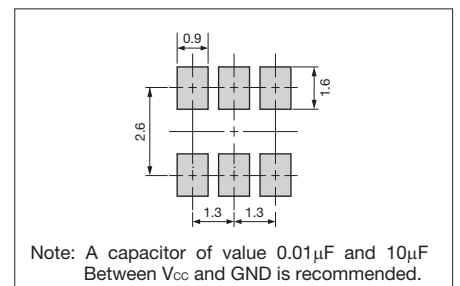 0.9
1.6
2.6
1.3 1.3
Note: A capacitor of value 0.01μF and 10μF
Between Vcc and GND is recommended.